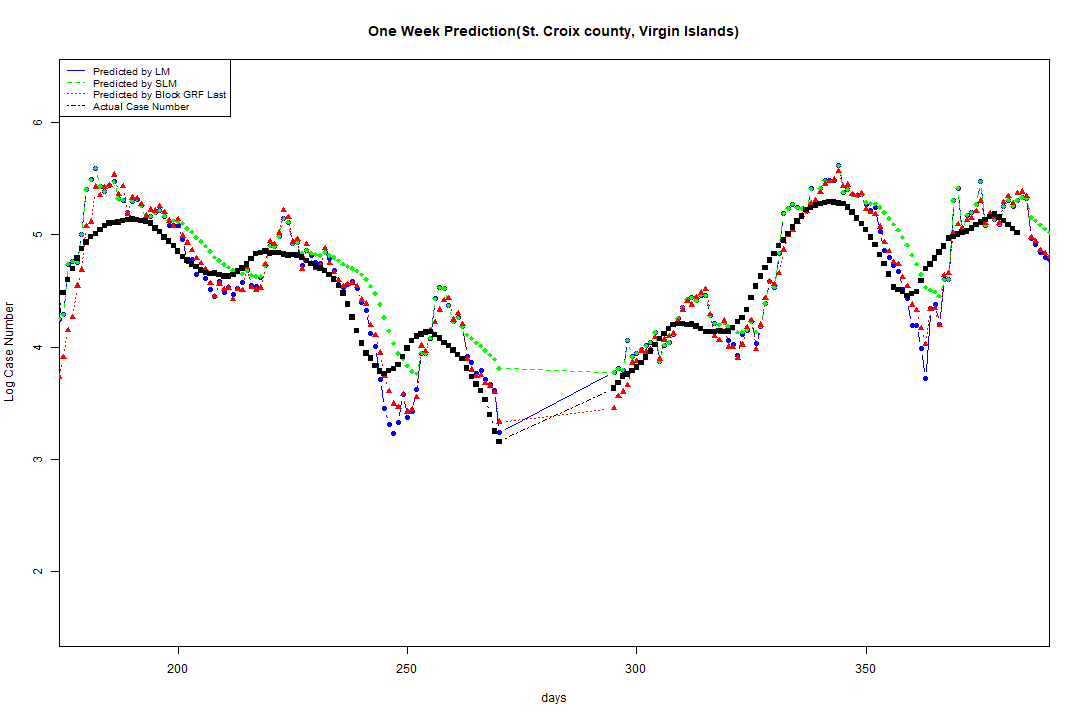 One Week Prediction(St. Croix county, Virgin Islands)
Predicted by LM
Predicted by SLM
Predicted by Block GRF Last
Actual Case Number
6
5
4
3
2
Log Case Number
200 250 300 350
days